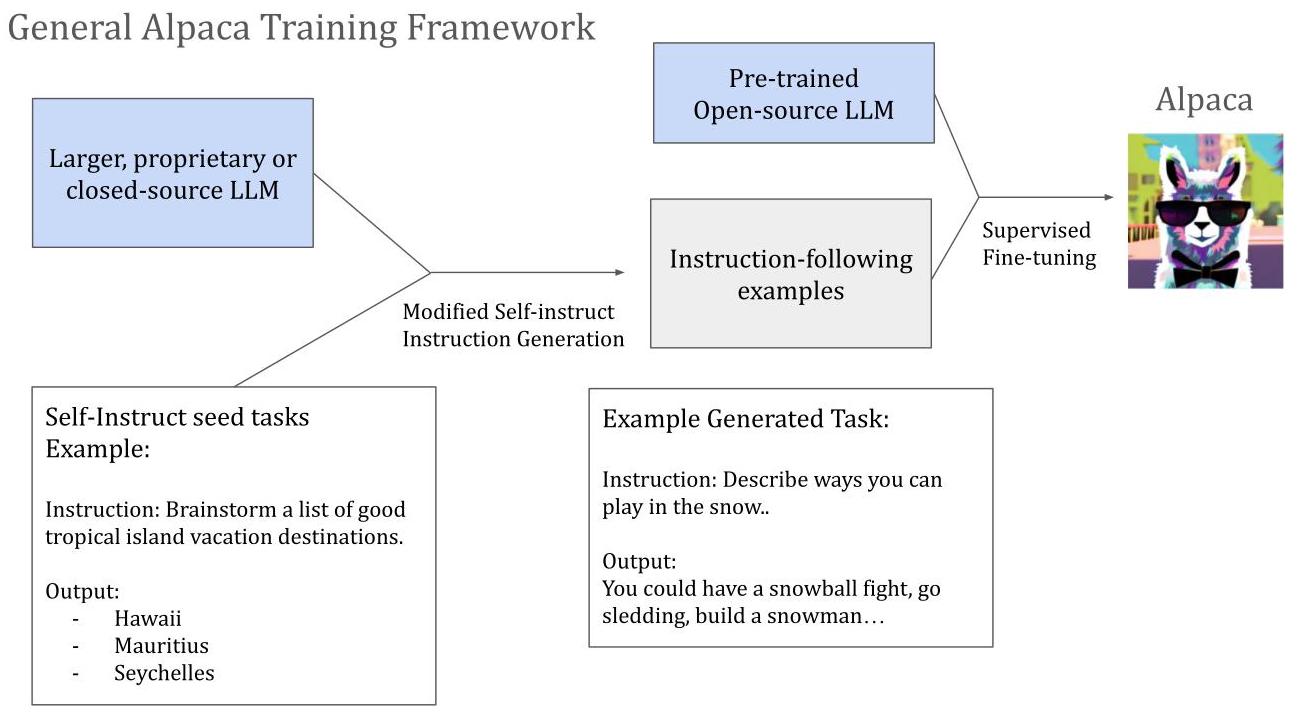 General Alpaca Training Framework
Larger, proprietary or
closed-source LLM
Pre-trained
Open-source LLM
Alpaca
Instruction-following
examples
Supervised
Fine-tuning
Modified Self-instruct
Instruction Generation
Self-Instruct seed tasks
Example:
Instruction: Brainstorm a list of good
tropical island vacation destinations.
Output:
- Hawaii
- Mauritius
- Seychelles
Example Generated Task:
Instruction: Describe ways you can
play in the snow..
Output:
You could have a snowball fight, go
sledding, build a snowman…